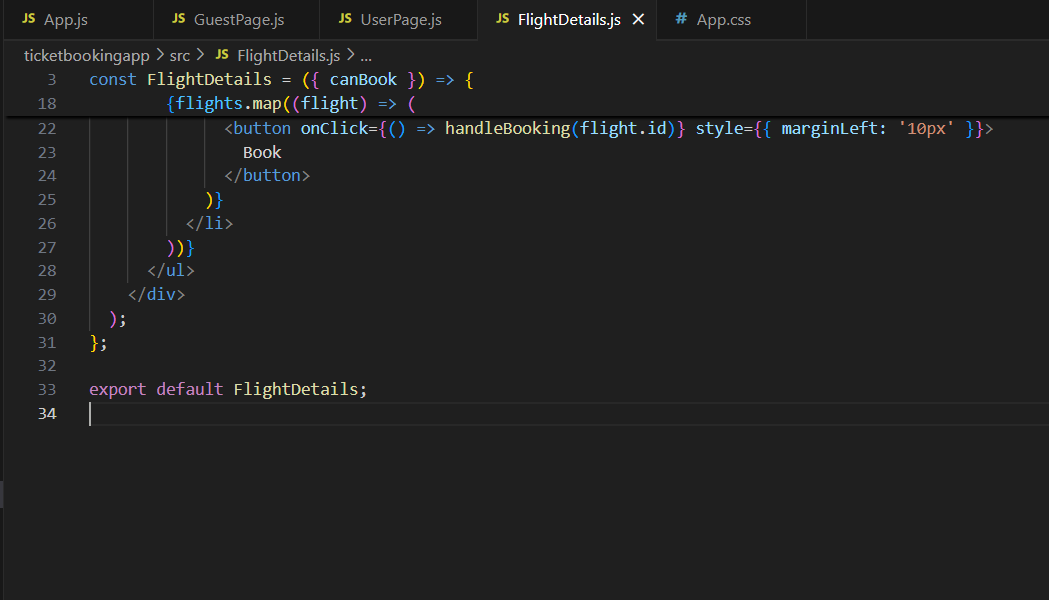 JS App.js JS GuestPage.js JS UserPage.js JS FlightDetails.js × # App.css
ticketbookingapp > src > JS FlightDetails.js > ...
3 const FlightDetails = ({ canBook }) => {
18 {flights.map((flight) => (
22 <button onClick={() => handleBooking(flight.id)} style={{ marginLeft: '10px' }}>
23 Book
24 </button>
25 )}
26 </li>
27 ))}
28 </ul>
29 </div>
30 );
31 };
32
33 export default FlightDetails;
34